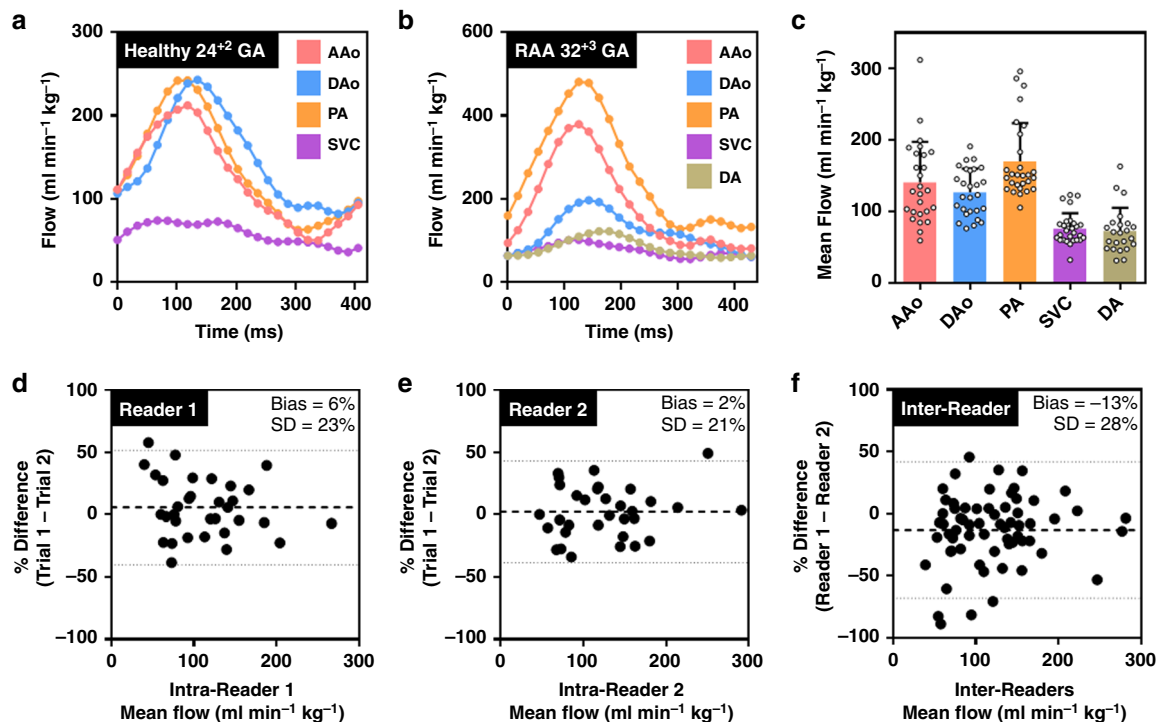 a
Healthy 24⁺² GA
AAo
DAo
PA
SVC
300
200
100
0
Flow (ml min⁻¹ kg⁻¹)
0 100 200 300 400
Time (ms)
b
RAA 32⁺³ GA
AAo
DAo
PA
SVC
DA
600
400
200
0
Flow (ml min⁻¹ kg⁻¹)
0 100 200 300 400
Time (ms)
c
300
200
100
0
Mean Flow (ml min⁻¹ kg⁻¹)
AAo DAo PA SVC DA
d
Reader 1
Bias = 6%
SD = 23%
100
50
0
−50
−100
% Difference
(Trial 1 – Trial 2)
0 100 200 300
Intra-Reader 1
Mean flow (ml min⁻¹ kg⁻¹)
e
Reader 2
Bias = 2%
SD = 21%
100
50
0
−50
−100
% Difference
(Trial 1 – Trial 2)
0 100 200 300
Intra-Reader 2
Mean flow (ml min⁻¹ kg⁻¹)
f
Inter-Reader
Bias = –13%
SD = 28%
100
50
0
−50
−100
% Difference
(Reader 1 – Reader 2)
0 100 200 300
Inter-Readers
Mean flow (ml min⁻¹ kg⁻¹)